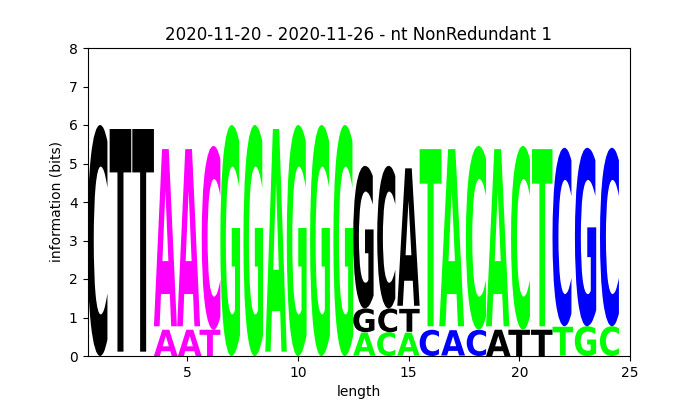 2020-11-20 - 2020-11-26 - nt NonRedundant 1
8
7
6
5
4
3
2
1
0
information (bits)
CTTAACGGAGGGGCATACACTCGC
GCT
AATACACACATTTGC
5 10 15 20 25
length